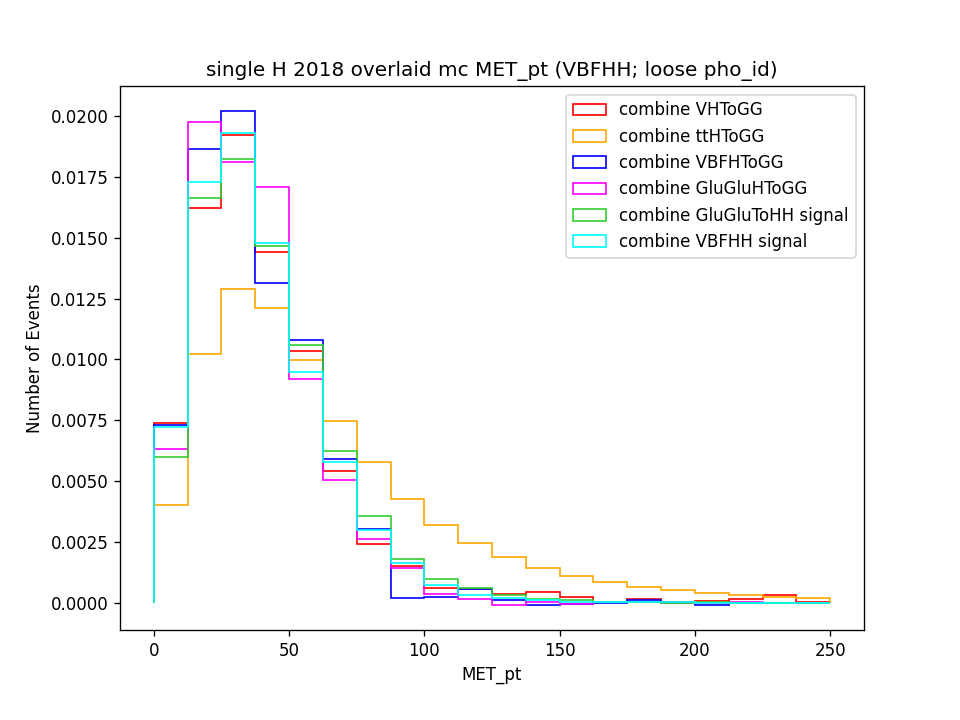 single H 2018 overlaid mc MET_pt (VBFHH; loose pho_id)
combine VHToGG
combine ttHToGG
combine VBFHToGG
combine GluGluHToGG
combine GluGluToHH signal
combine VBFHH signal
Number of Events
0.0200
0.0175
0.0150
0.0125
0.0100
0.0075
0.0050
0.0025
0.0000
0 50 100 150 200 250
MET_pt